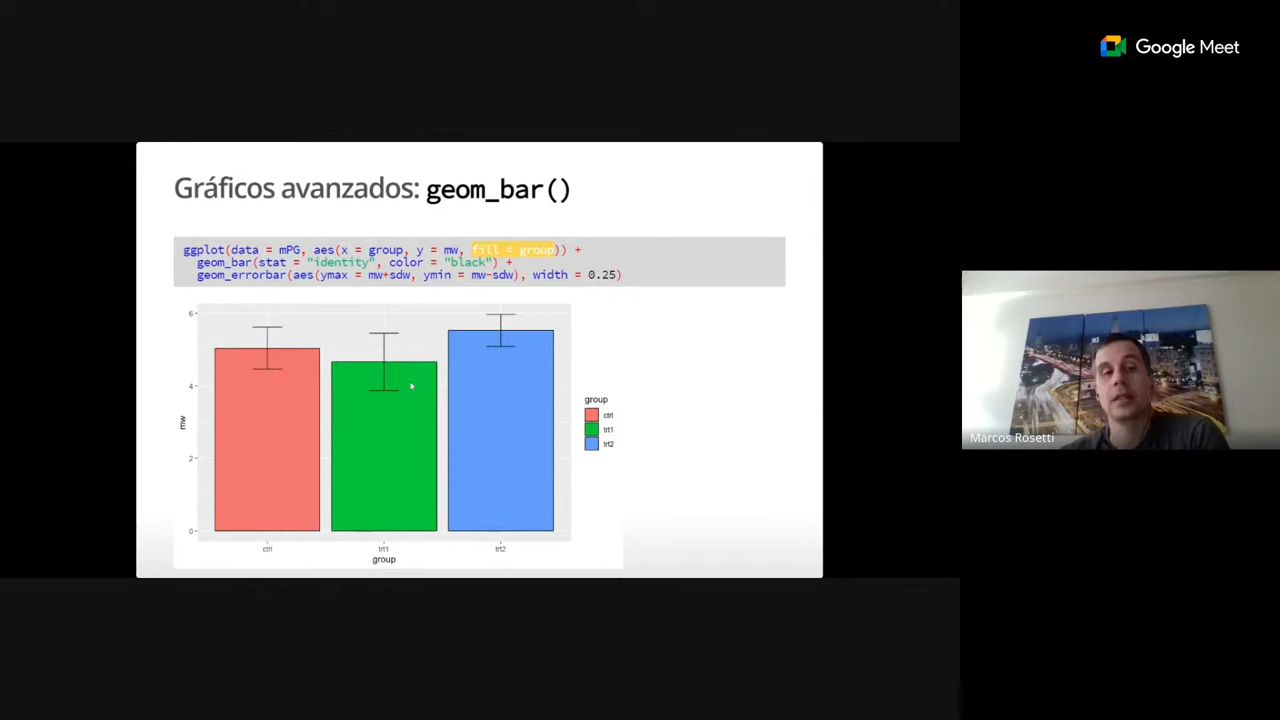 Google Meet
Gráficos avanzados: geom_bar()
ggplot(data = mPG, aes(x = group, y = mw, fill = group)) +
geom_bar(stat = "identity", color = "black") +
geom_errorbar(aes(ymax = mw+sdw, ymin = mw-sdw), width = 0.25)
6
4
2
0
mw
ctrl
trt1
trt2
group
group
ctrl
trt1
trt2
Marcos Rosetti